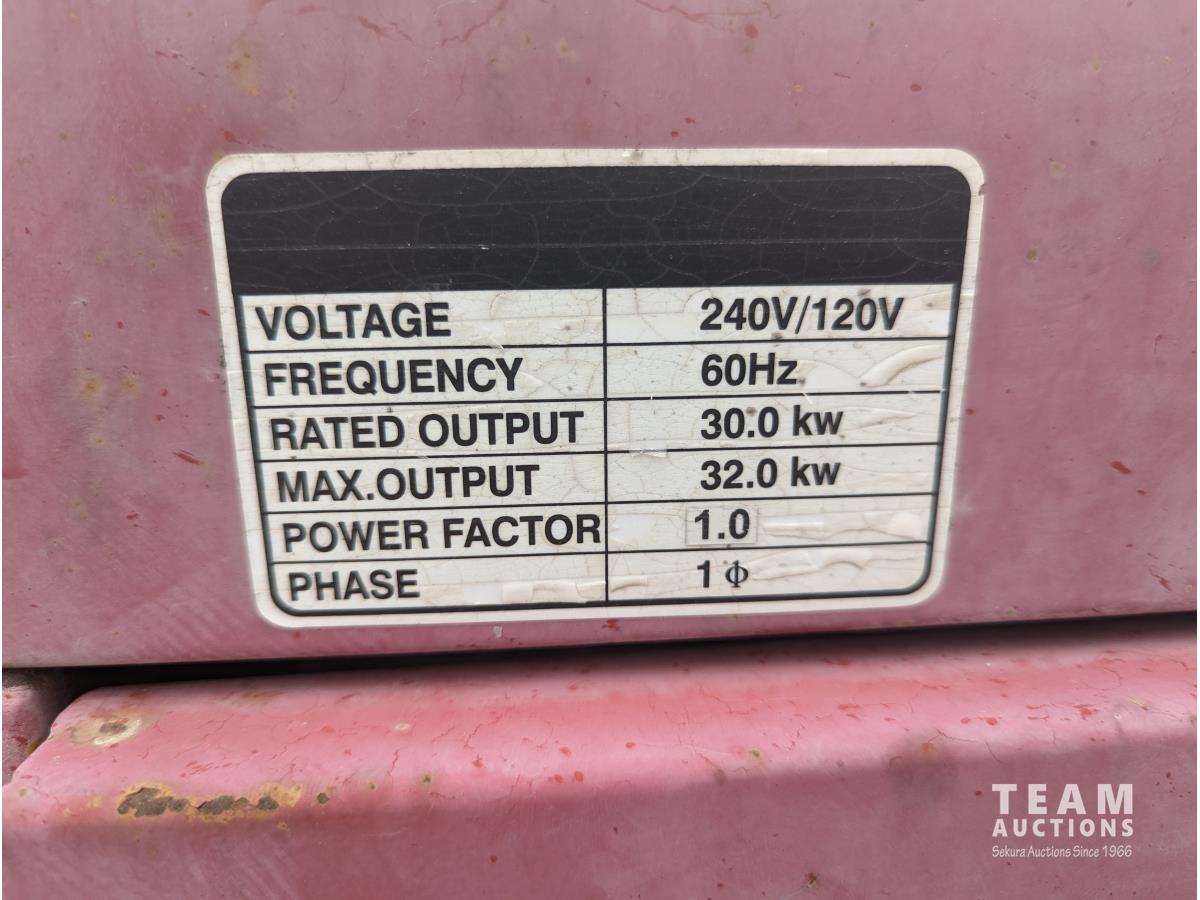 VOLTAGE 240V/120V
FREQUENCY 60Hz
RATED OUTPUT 30.0 kw
MAX.OUTPUT 32.0 kw
POWER FACTOR 1.0
PHASE 1 Φ
TEAM
AUCTIONS
Sekura Auctions Since 1966